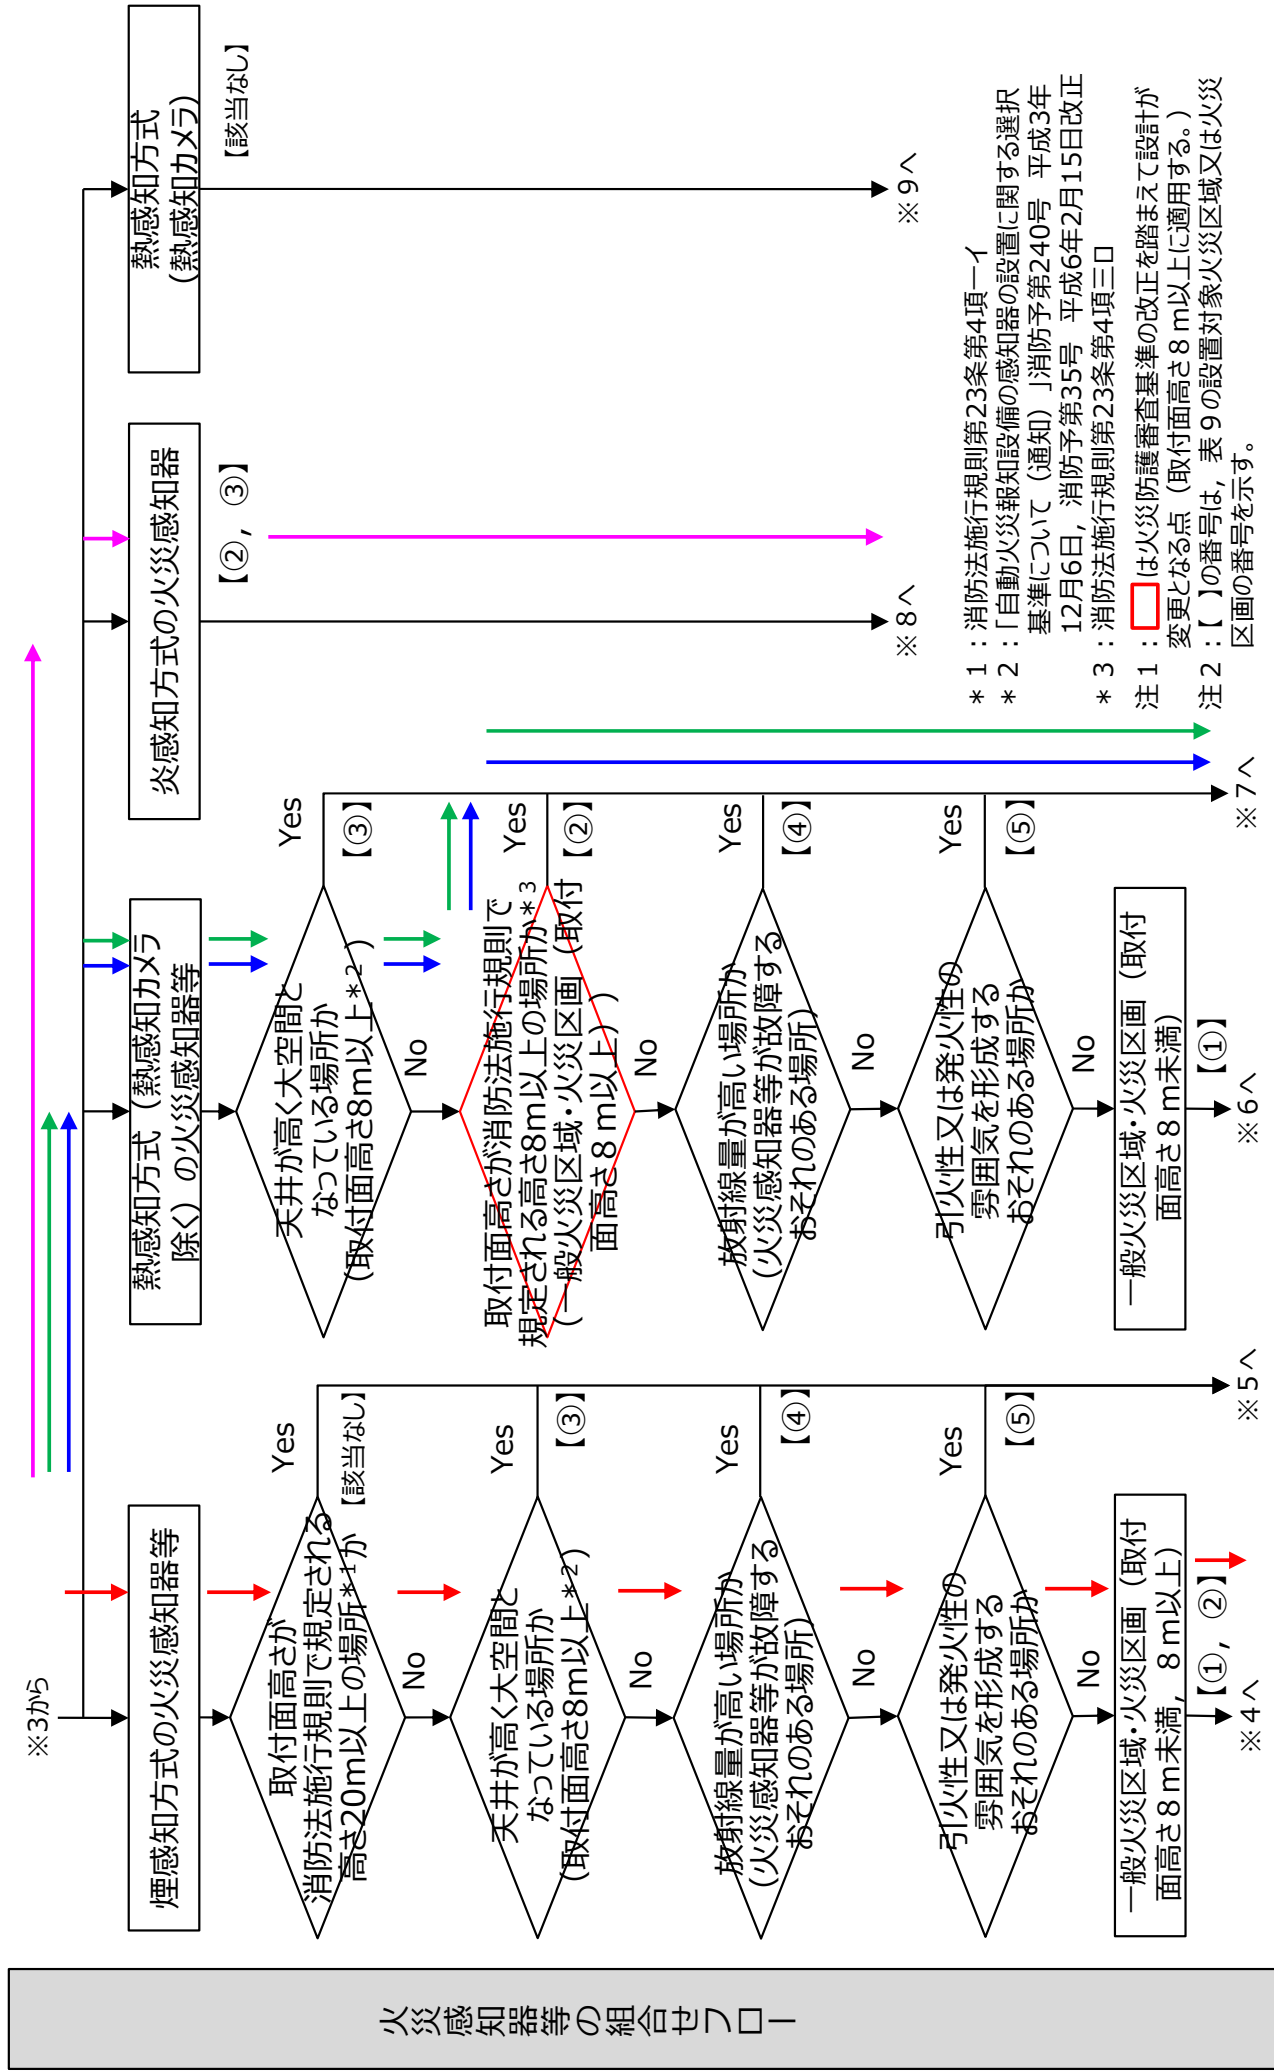 火災感知器等の組合せフロー
※3から
煙感知方式の火災感知器等
取付面高さが
消防法施行規則で規定される
高さ20m以上の場所*1か
Yes
【該当なし】
No
天井が高く大空間と
なっている場所か
(取付面高さ8m以上*2)
Yes
【③】
No
放射線量が高い場所か
(火災感知器等が故障する
おそれのある場所)
Yes
【④】
No
引火性又は発火性の
雰囲気を形成する
おそれのある場所か
Yes
【⑤】
No
一般火災区域・火災区画（取付
面高さ8m未満，8m以上）
【①，②】
※4へ
※5へ
熱感知方式（熱感知カメラ
除く）の火災感知器等
天井が高く大空間と
なっている場所か
(取付面高さ8m以上*2)
Yes
【③】
No
取付面高さが消防法施行規則で
規定される高さ8m以上の場所か*3
(一般火災区域・火災区画（取付
面高さ8m以上））
Yes
【②】
No
放射線量が高い場所か
(火災感知器等が故障する
おそれのある場所)
Yes
【④】
No
引火性又は発火性の
雰囲気を形成する
おそれのある場所か
Yes
【⑤】
No
一般火災区域・火災区画（取付
面高さ8m未満）
【①】
※6へ
※7へ
炎感知方式の火災感知器
【②，③】
※8へ
熱感知方式
(熱感知カメラ)
【該当なし】
※9へ
*1：消防法施行規則第23条第4項一イ
*2：「自動火災報知設備の感知器の設置に関する選択
基準について（通知）」消防予第240号　平成3年
12月6日，消防予第35号　平成6年2月15日改正
*3：消防法施行規則第23条第4項三ロ
注1：は火災防護審査基準の改正を踏まえて設計が
変更となる点（取付面高さ8m以上に適用する。）
注2：【 】の番号は，表9の設置対象火災区域又は火災
区画の番号を示す。